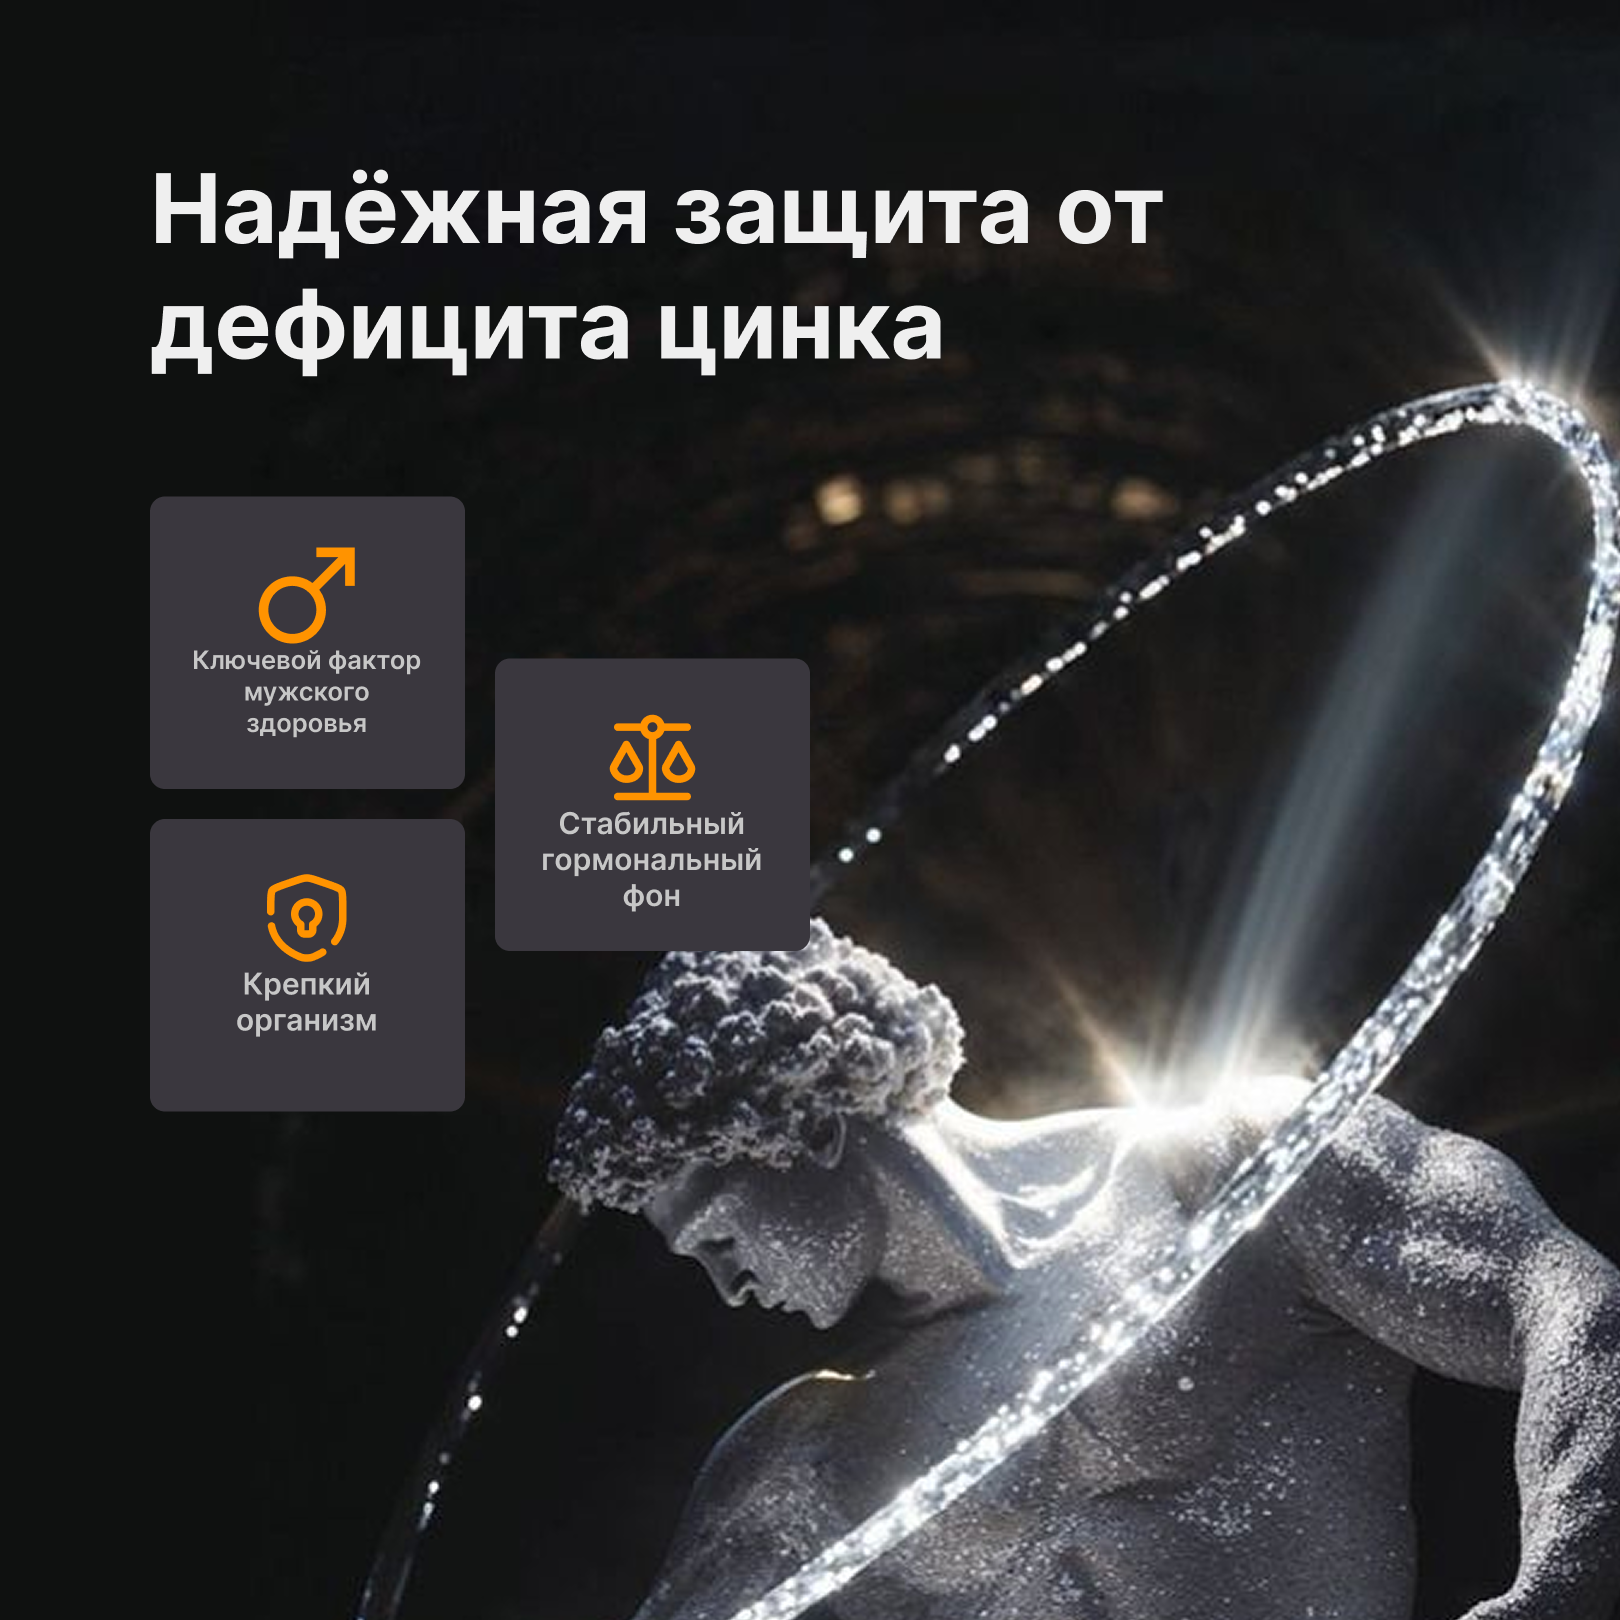 Надёжная защита от
дефицита цинка
Ключевой фактор
мужского
здоровья
Стабильный
гормональный
фон
Крепкий
организм